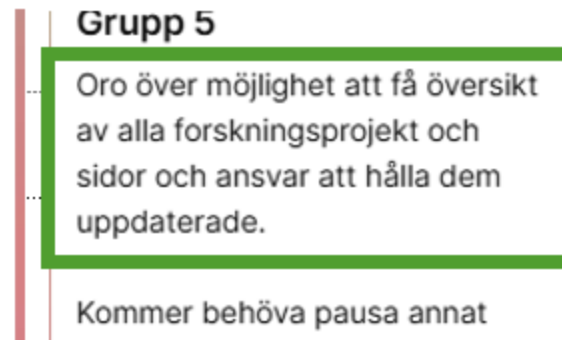 Grupp 5
Oro över möjlighet att få översikt
av alla forskningsprojekt och
sidor och ansvar att hålla dem
uppdaterade.
Kommer behöva pausa annat